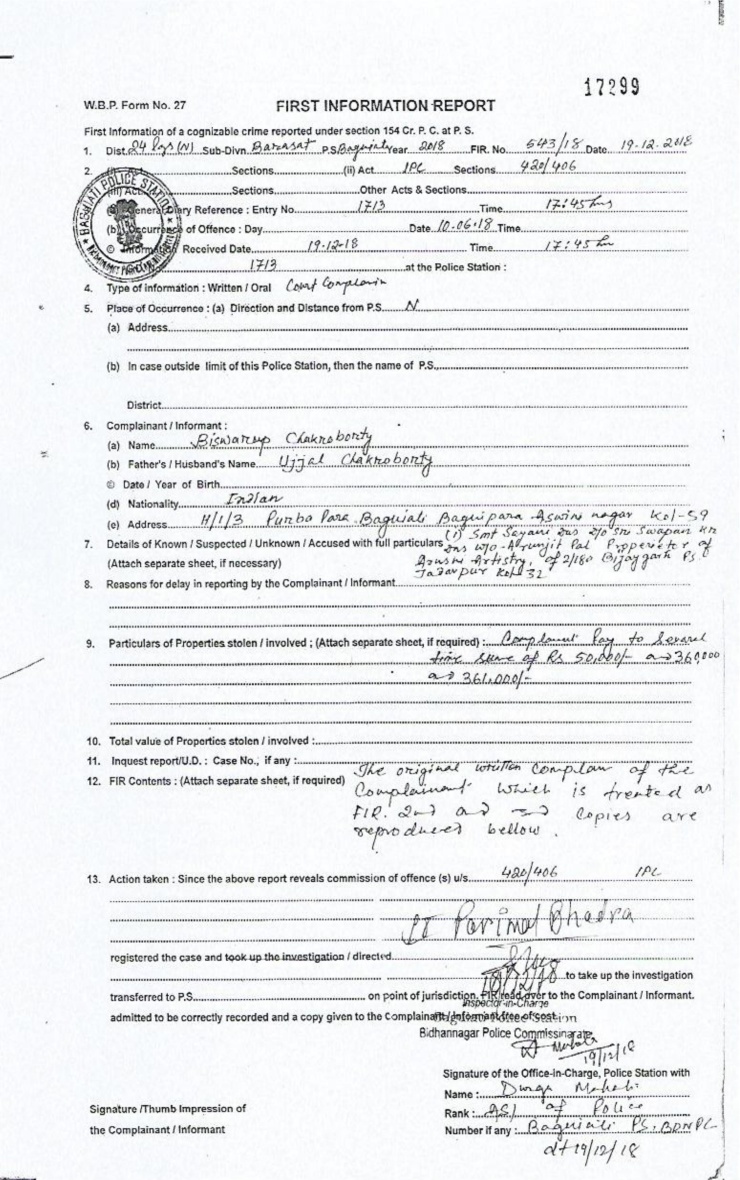 17299
W.B.P. Form No. 27 FIRST INFORMATION REPORT
First Information of a cognizable crime reported under section 154 Cr. P. C. at P. S.
1. Dist. 24 Pgs (N) Sub-Divn. Barasat P.S Baguiati Year 2018 FIR. No. 543/18 Date 19.12.2018
2. Sections (ii) Act IPC Sections 420/406
(iii) Act Sections Other Acts & Sections
General Diary Reference : Entry No. 1713 Time 17:45 hrs
(b) Occurrence of Offence : Day Date 10.06.18 Time
© Information Received Date 19.12.18 Time 17:45 hr
1713 at the Police Station :
BAGUIATI POLICE STATION
4. Type of information : Written / Oral Court Complain
5. Place of Occurrence : (a) Direction and Distance from P.S. N
(a) Address
(b) In case outside limit of this Police Station, then the name of P.S.
District
6. Complainant / Informant :
(a) Name Biswarup Chakroborty
(b) Father's / Husband's Name Ujjal Chakroborty
© Date / Year of Birth
(d) Nationality Indian
(e) Address H/1/3 Purba Para Baguiati Baguipara Aswini nagar Kol-59
7. Details of Known / Suspected / Unknown / Accused with full particulars (1) Smt Sayani Das D/o Sri Swapan Kr
(Attach separate sheet, if necessary) Das W/o Pal of Artistry, of 2/180 Bijaygarh PS
Jadavpur Kol 32
8. Reasons for delay in reporting by the Complainant / Informant
9. Particulars of Properties stolen / involved ; (Attach separate sheet, if required) : Complainant Pay to Several
time of Rs 50,000/- and 360,000
and 361,000/-
10. Total value of Properties stolen / involved :
11. Inquest report/U.D. : Case No., if any :
12. FIR Contents : (Attach separate sheet, if required) The original written complain of the
Complainant which is treated as
FIR. 2nd and 3rd Copies are
reproduced bellow.
13. Action taken : Since the above report reveals commission of offence (s) u/s. 420/406 IPC
SI Parimal Bhadra
registered the case and took up the investigation / directed
to take up the investigation
transferred to P.S. on point of jurisdiction. FIR read over to the Complainant / Informant.
Inspector-in-Charge
admitted to be correctly recorded and a copy given to the Complainant/Informant free of cost
Bidhannagar Police Commissionarate
19/12/18
Signature of the Office-in-Charge, Police Station with
Name : Durga
Signature /Thumb Impression of Rank : ASI of Police
the Complainant / Informant Number if any : Baguiati PS. BDNPC
dt 19/12/18